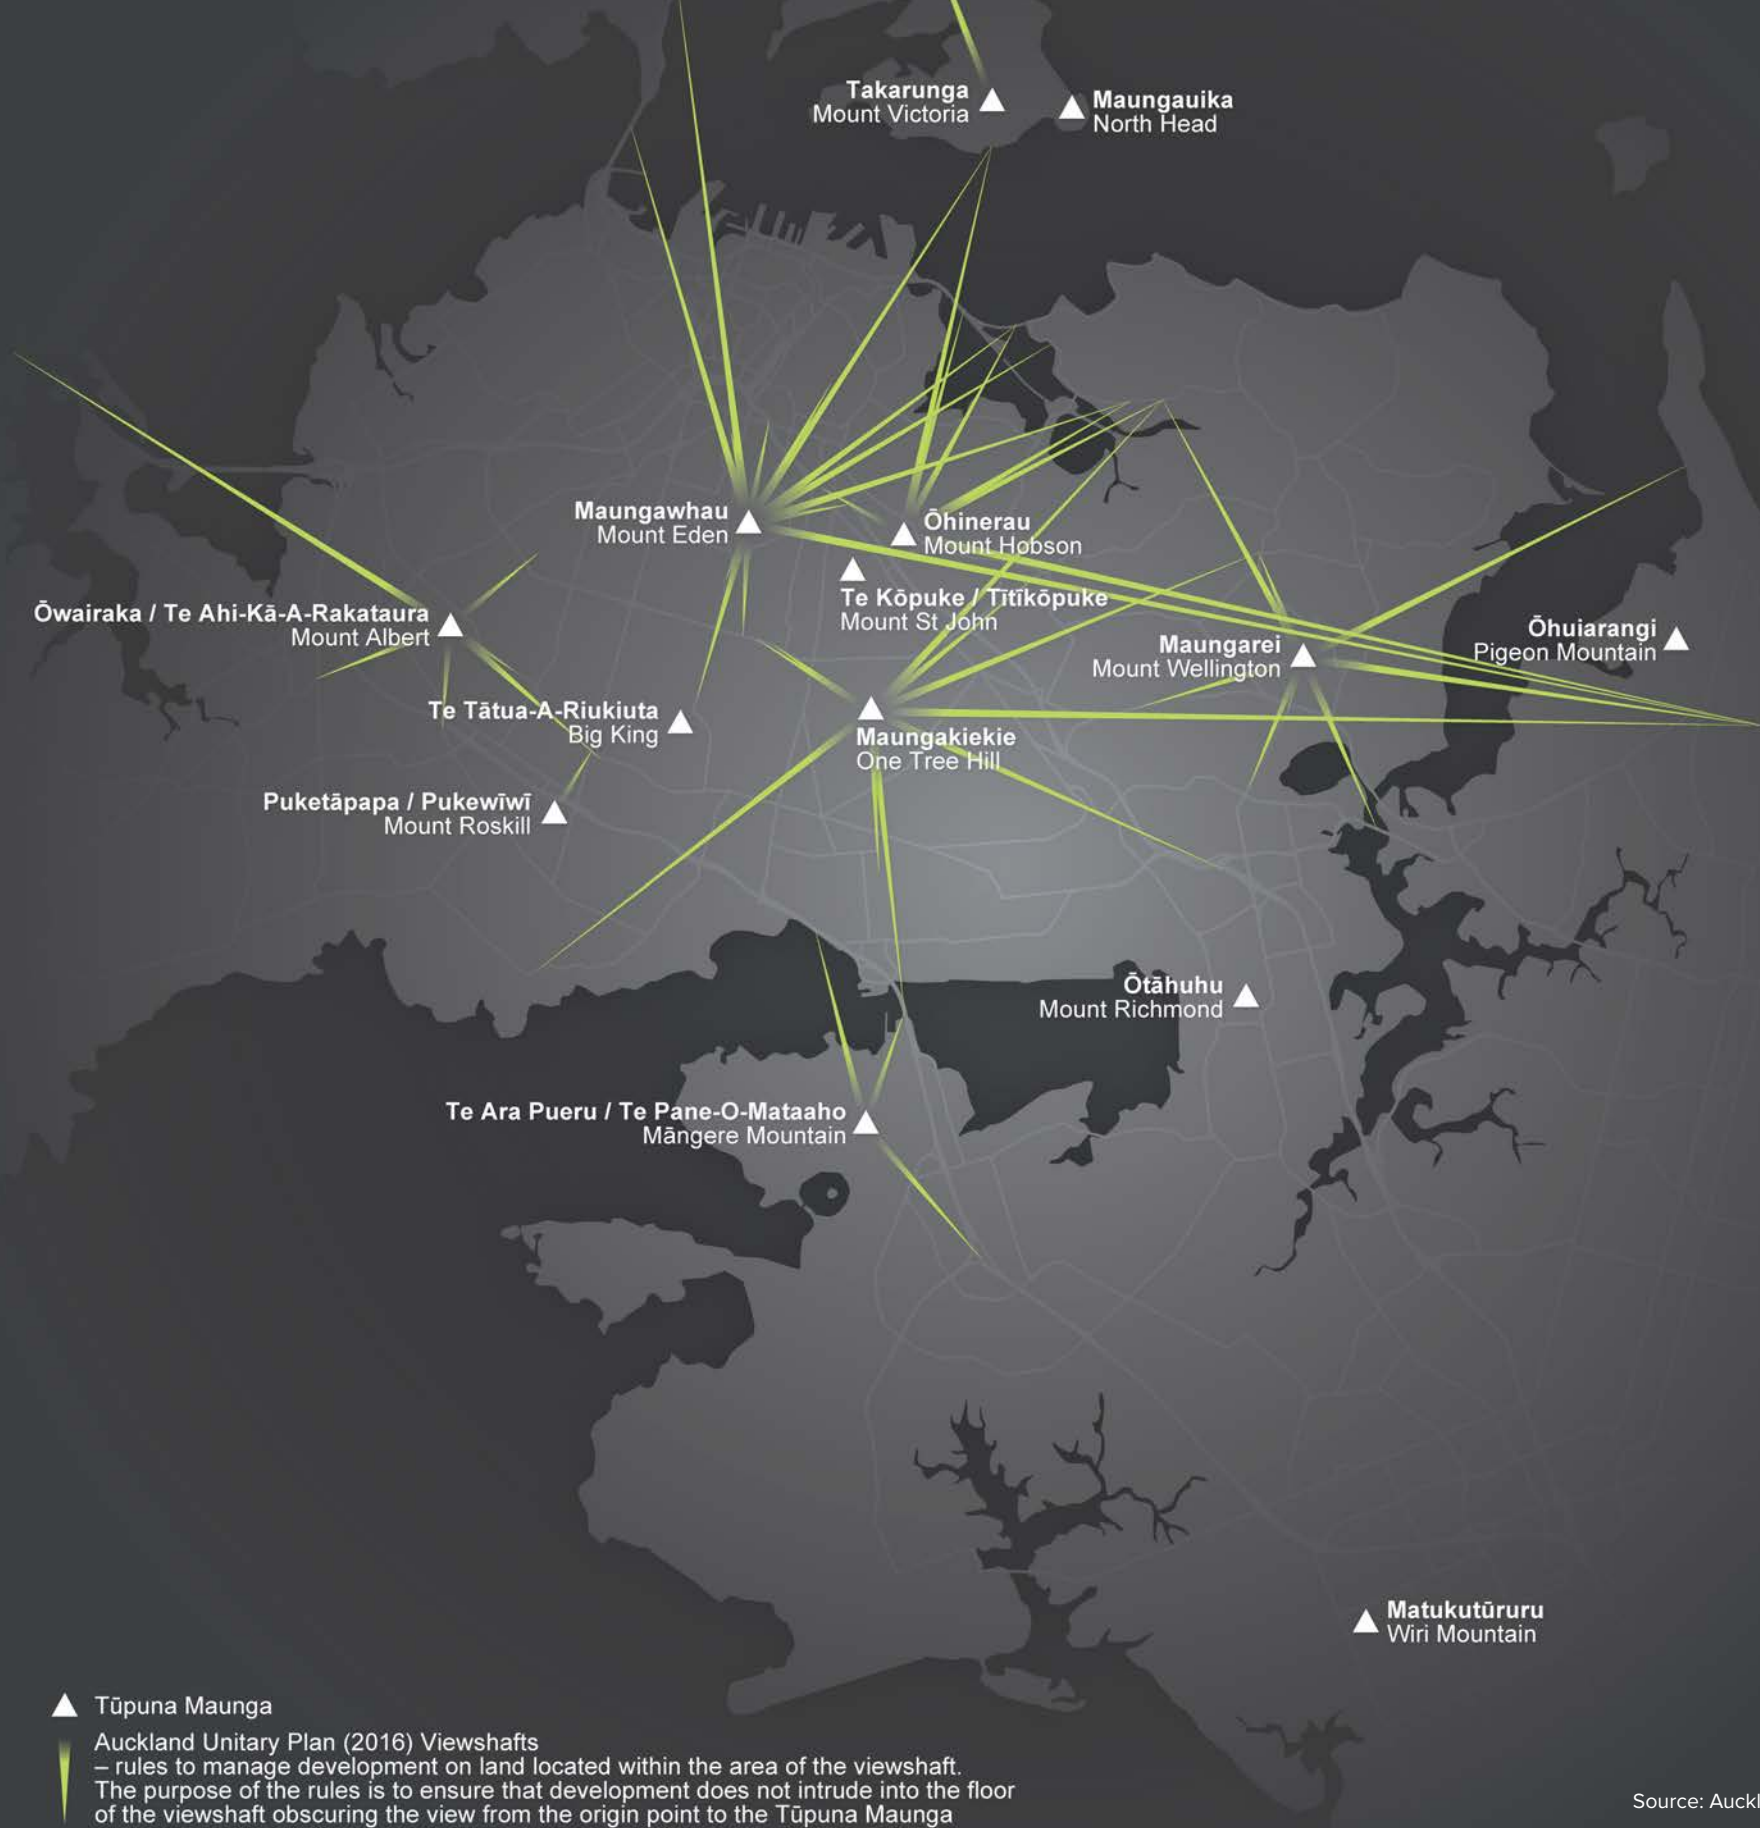 Takarunga
Mount Victoria
Maungauika
North Head
Maungawhau
Mount Eden
Ōhinerau
Mount Hobson
Te Kōpuke / Tītīkōpuke
Mount St John
Ōwairaka / Te Ahi-Kā-A-Rakataura
Mount Albert
Maungarei
Mount Wellington
Ōhuiarangi
Pigeon Mountain
Te Tātua-A-Riukiuta
Big King
Maungakiekie
One Tree Hill
Puketāpapa / Pukewīwī
Mount Roskill
Ōtāhuhu
Mount Richmond
Te Ara Pueru / Te Pane-O-Mataaho
Māngere Mountain
Matukutūruru
Wiri Mountain
Tūpuna Maunga
Auckland Unitary Plan (2016) Viewshafts
– rules to manage development on land located within the area of the viewshaft.
The purpose of the rules is to ensure that development does not intrude into the floor
of the viewshaft obscuring the view from the origin point to the Tūpuna Maunga
Source: Auckl